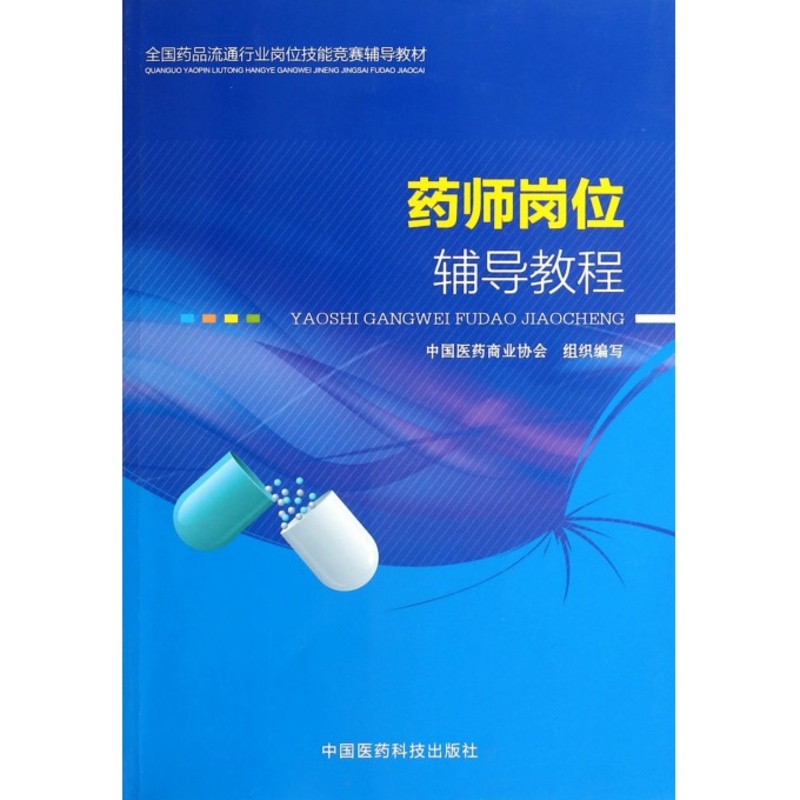 全国药品流通行业岗位技能竞赛辅导教材
QUANGUO YAOPIN LIUTONG HANGYE GANGWEI JINENG JINGSAI FUDAO JIAOCAI
药师岗位
辅导教程
YAOSHI GANGWEI FUDAO JIAOCHENG
中国医药商业协会 组织编写
中国医药科技出版社